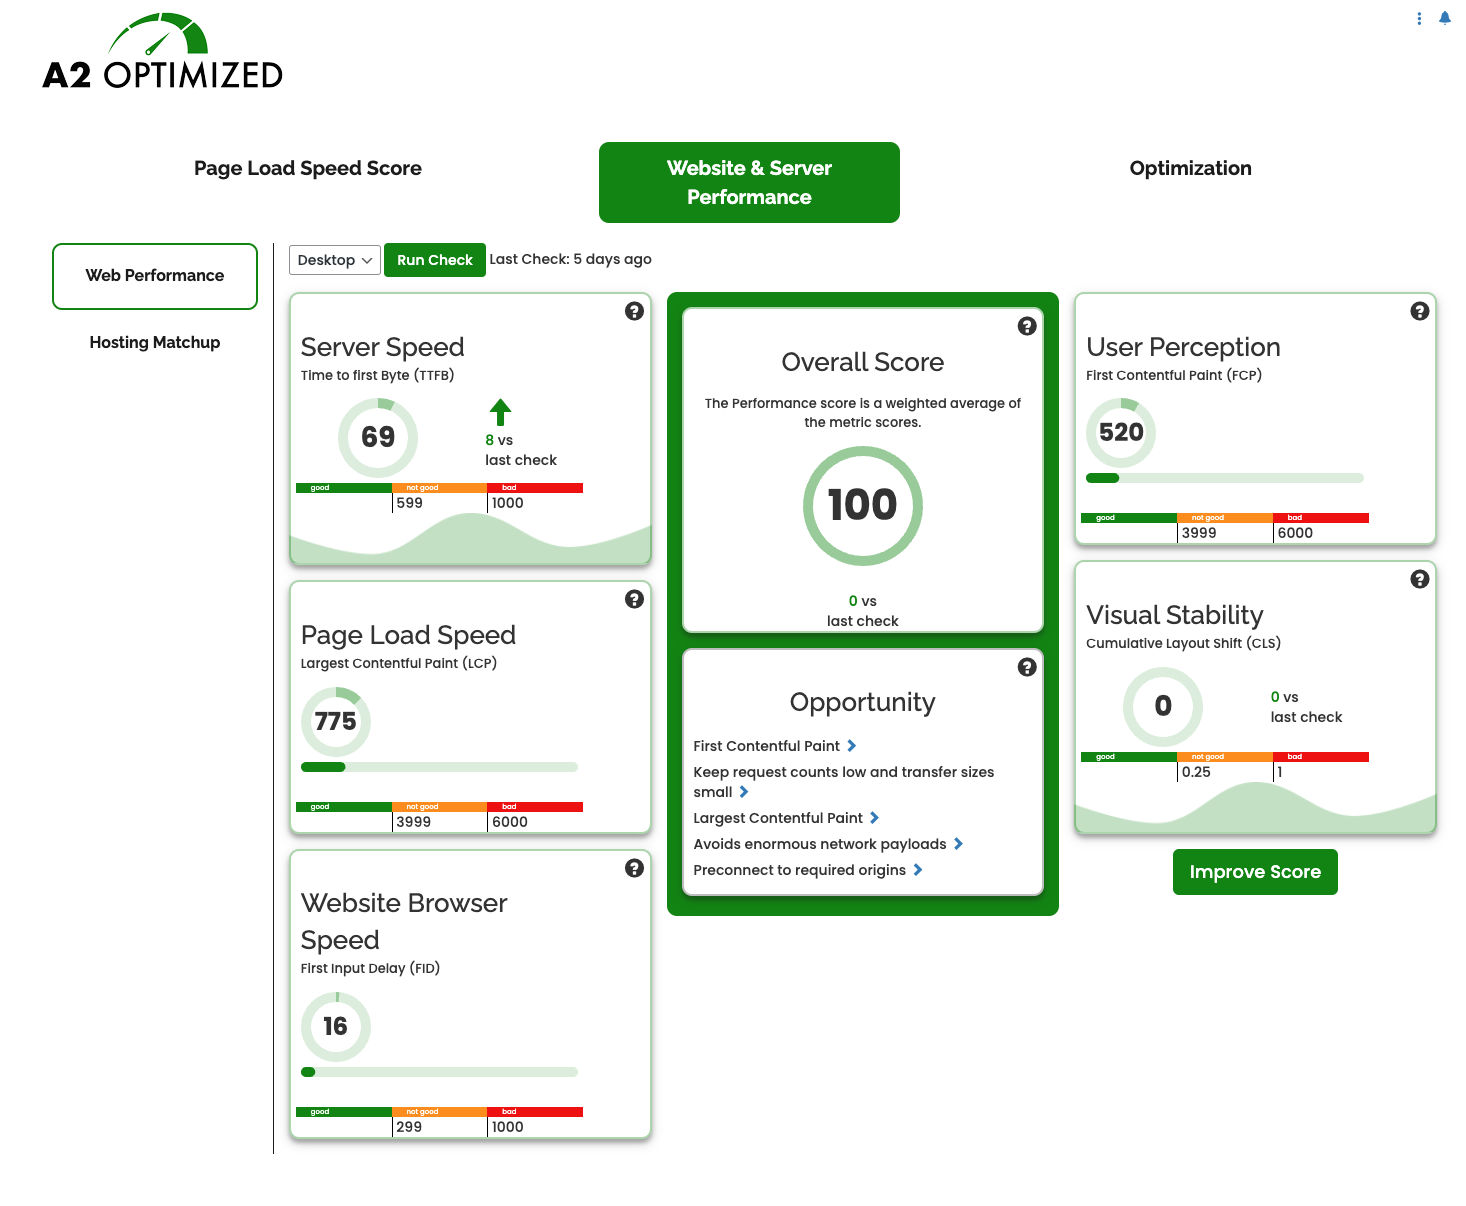 A2 OPTIMIZED
Page Load Speed Score
Website & Server
Performance
Optimization
Web Performance
Hosting Matchup
Desktop
Run Check
Last Check: 5 days ago
Server Speed
Time to first Byte (TTFB)
69
8 vs
last check
good not good bad
599 1000
Page Load Speed
Largest Contentful Paint (LCP)
775
good not good bad
3999 6000
Website Browser
Speed
First Input Delay (FID)
16
good not good bad
299 1000
Overall Score
The Performance score is a weighted average of
the metric scores.
100
0 vs
last check
Opportunity
First Contentful Paint
Keep request counts low and transfer sizes
small
Largest Contentful Paint
Avoids enormous network payloads
Preconnect to required origins
User Perception
First Contentful Paint (FCP)
520
good not good bad
3999 6000
Visual Stability
Cumulative Layout Shift (CLS)
0
0 vs
last check
good not good bad
0.25 1
Improve Score